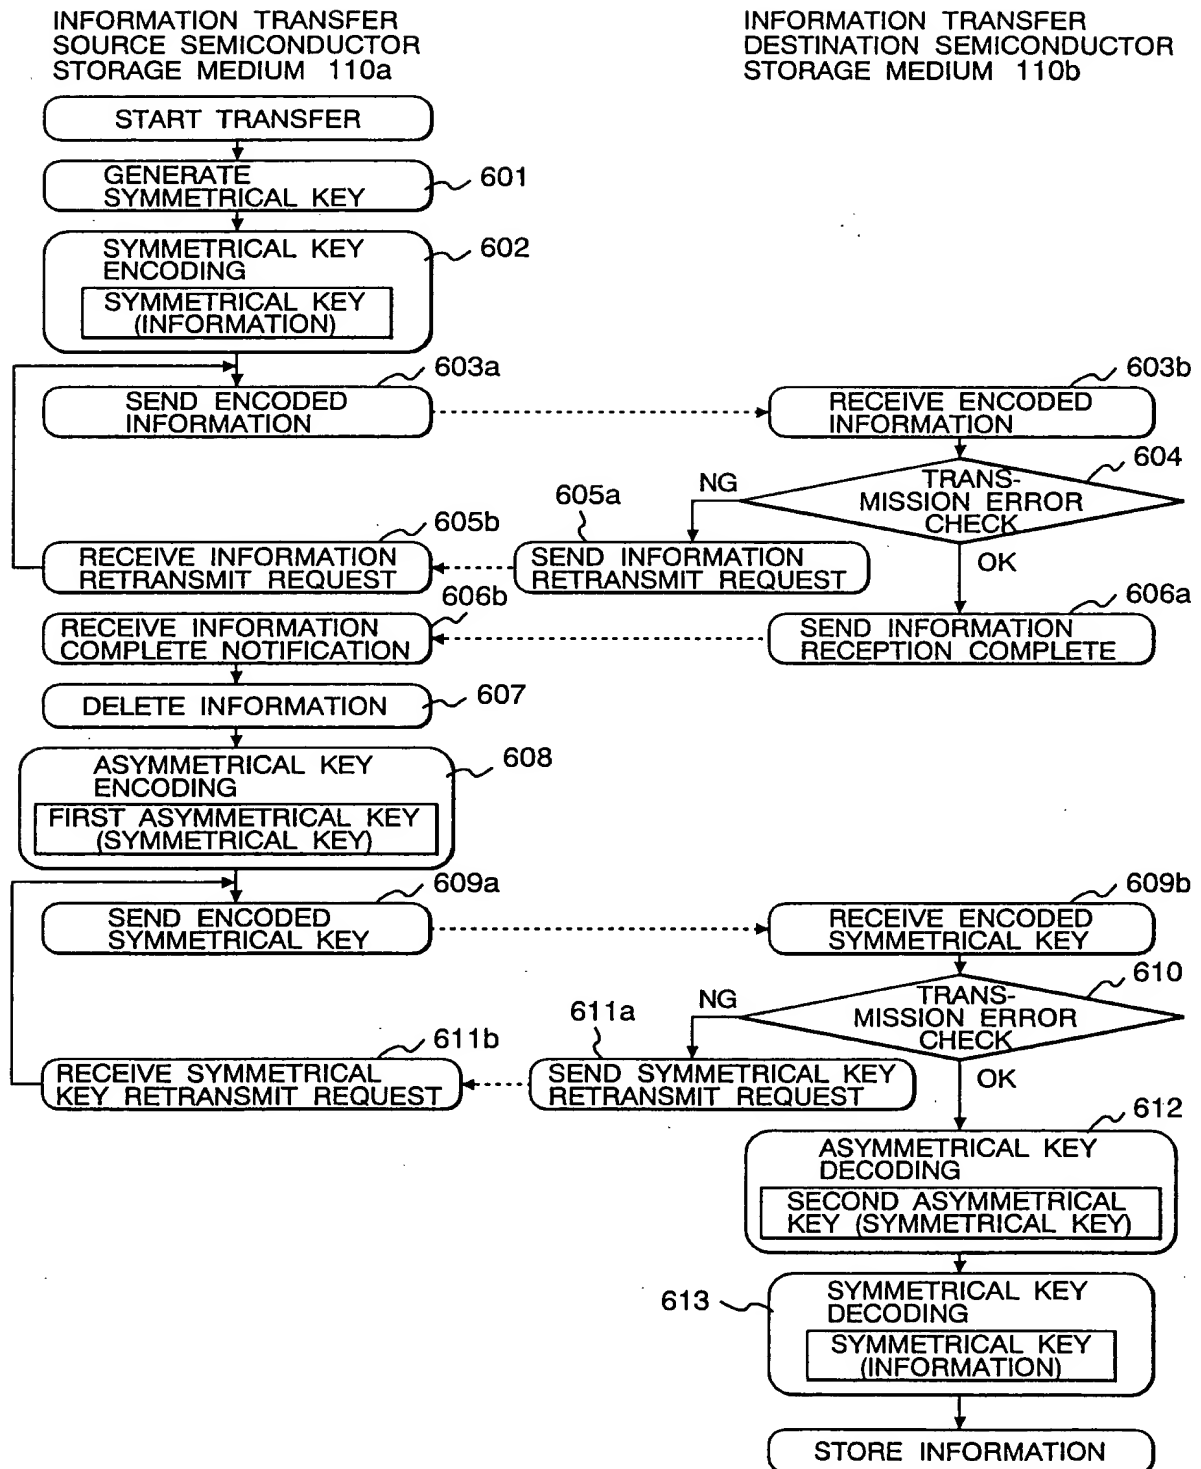 INFORMATION TRANSFER
SOURCE SEMICONDUCTOR
STORAGE MEDIUM 110a
INFORMATION TRANSFER
DESTINATION SEMICONDUCTOR
STORAGE MEDIUM 110b
START TRANSFER
GENERATE
SYMMETRICAL KEY
601
SYMMETRICAL KEY
ENCODING
602
SYMMETRICAL KEY
(INFORMATION)
603a
SEND ENCODED
INFORMATION
603b
RECEIVE ENCODED
INFORMATION
604
TRANS-
MISSION ERROR
CHECK
NG
OK
605a
SEND INFORMATION
RETRANSMIT REQUEST
605b
RECEIVE INFORMATION
RETRANSMIT REQUEST
606a
SEND INFORMATION
RECEPTION COMPLETE
606b
RECEIVE INFORMATION
COMPLETE NOTIFICATION
DELETE INFORMATION
607
ASYMMETRICAL KEY
ENCODING
608
FIRST ASYMMETRICAL KEY
(SYMMETRICAL KEY)
609a
SEND ENCODED
SYMMETRICAL KEY
609b
RECEIVE ENCODED
SYMMETRICAL KEY
610
TRANS-
MISSION ERROR
CHECK
NG
OK
611a
SEND SYMMETRICAL KEY
RETRANSMIT REQUEST
611b
RECEIVE SYMMETRICAL
KEY RETRANSMIT REQUEST
612
ASYMMETRICAL KEY
DECODING
SECOND ASYMMETRICAL
KEY (SYMMETRICAL KEY)
613
SYMMETRICAL KEY
DECODING
SYMMETRICAL KEY
(INFORMATION)
STORE INFORMATION